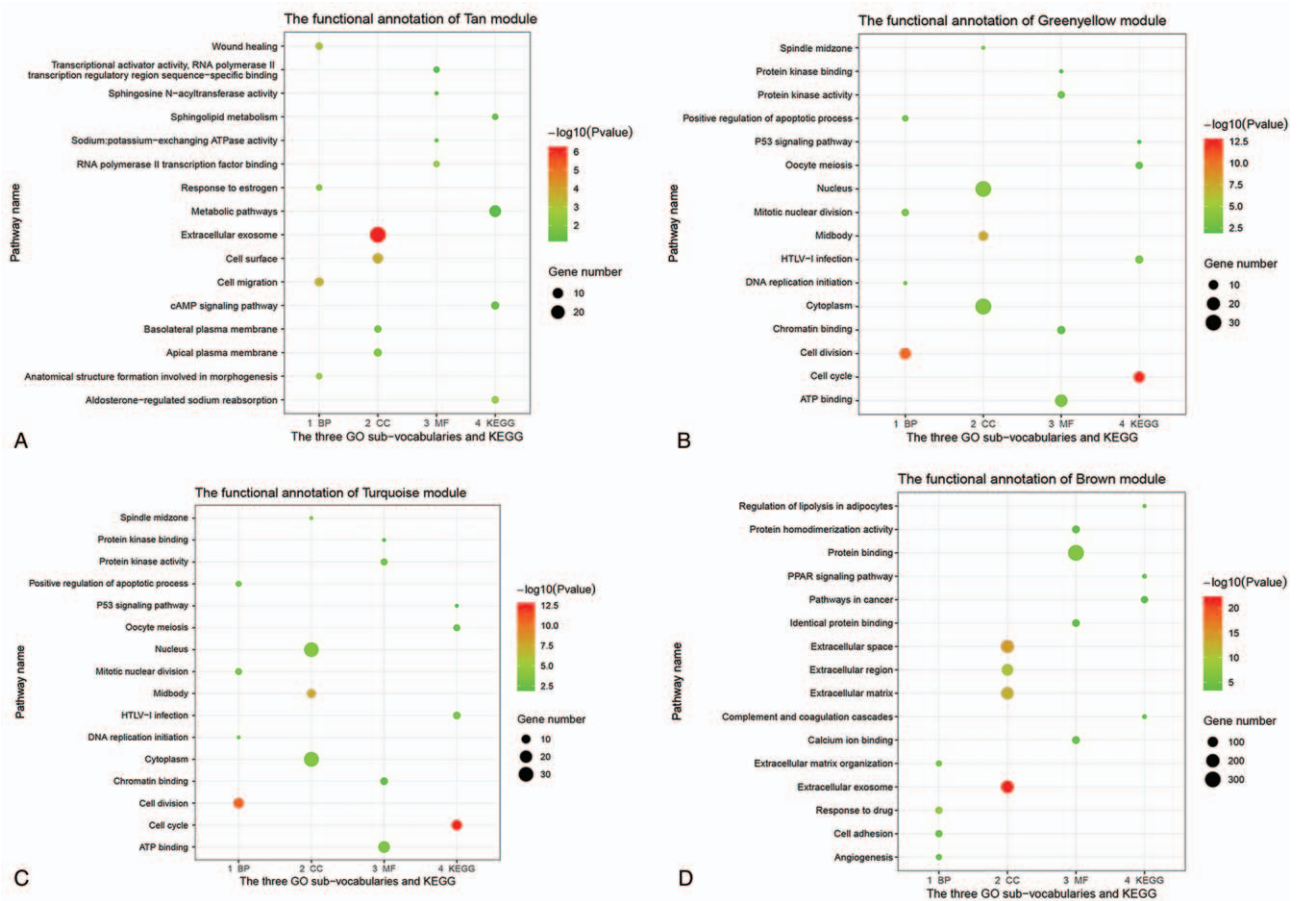 The functional annotation of Tan module
Pathway name
Wound healing
Transcriptional activator activity, RNA polymerase II
transcription regulatory region sequence−specific binding
Sphingosine N−acyltransferase activity
Sphingolipid metabolism
Sodium:potassium−exchanging ATPase activity
RNA polymerase II transcription factor binding
Response to estrogen
Metabolic pathways
Extracellular exosome
Cell surface
Cell migration
cAMP signaling pathway
Basolateral plasma membrane
Apical plasma membrane
Anatomical structure formation involved in morphogenesis
Aldosterone−regulated sodium reabsorption
1 BP 2 CC 3 MF 4 KEGG
The three GO sub−vocabularies and KEGG
−log10(Pvalue)
6
5
4
3
2
Gene number
10
20
A
The functional annotation of Greenyellow module
Pathway name
Spindle midzone
Protein kinase binding
Protein kinase activity
Positive regulation of apoptotic process
P53 signaling pathway
Oocyte meiosis
Nucleus
Mitotic nuclear division
Midbody
HTLV−I infection
DNA replication initiation
Cytoplasm
Chromatin binding
Cell division
Cell cycle
ATP binding
1 BP 2 CC 3 MF 4 KEGG
The three GO sub−vocabularies and KEGG
−log10(Pvalue)
12.5
10.0
7.5
5.0
2.5
Gene number
10
20
30
B
The functional annotation of Turquoise module
Pathway name
Spindle midzone
Protein kinase binding
Protein kinase activity
Positive regulation of apoptotic process
P53 signaling pathway
Oocyte meiosis
Nucleus
Mitotic nuclear division
Midbody
HTLV−I infection
DNA replication initiation
Cytoplasm
Chromatin binding
Cell division
Cell cycle
ATP binding
1 BP 2 CC 3 MF 4 KEGG
The three GO sub−vocabularies and KEGG
−log10(Pvalue)
12.5
10.0
7.5
5.0
2.5
Gene number
10
20
30
C
The functional annotation of Brown module
Pathway name
Regulation of lipolysis in adipocytes
Protein homodimerization activity
Protein binding
PPAR signaling pathway
Pathways in cancer
Identical protein binding
Extracellular space
Extracellular region
Extracellular matrix
Complement and coagulation cascades
Calcium ion binding
Extracellular matrix organization
Extracellular exosome
Response to drug
Cell adhesion
Angiogenesis
1 BP 2 CC 3 MF 4 KEGG
The three GO sub−vocabularies and KEGG
−log10(Pvalue)
20
15
10
5
Gene number
100
200
300
D